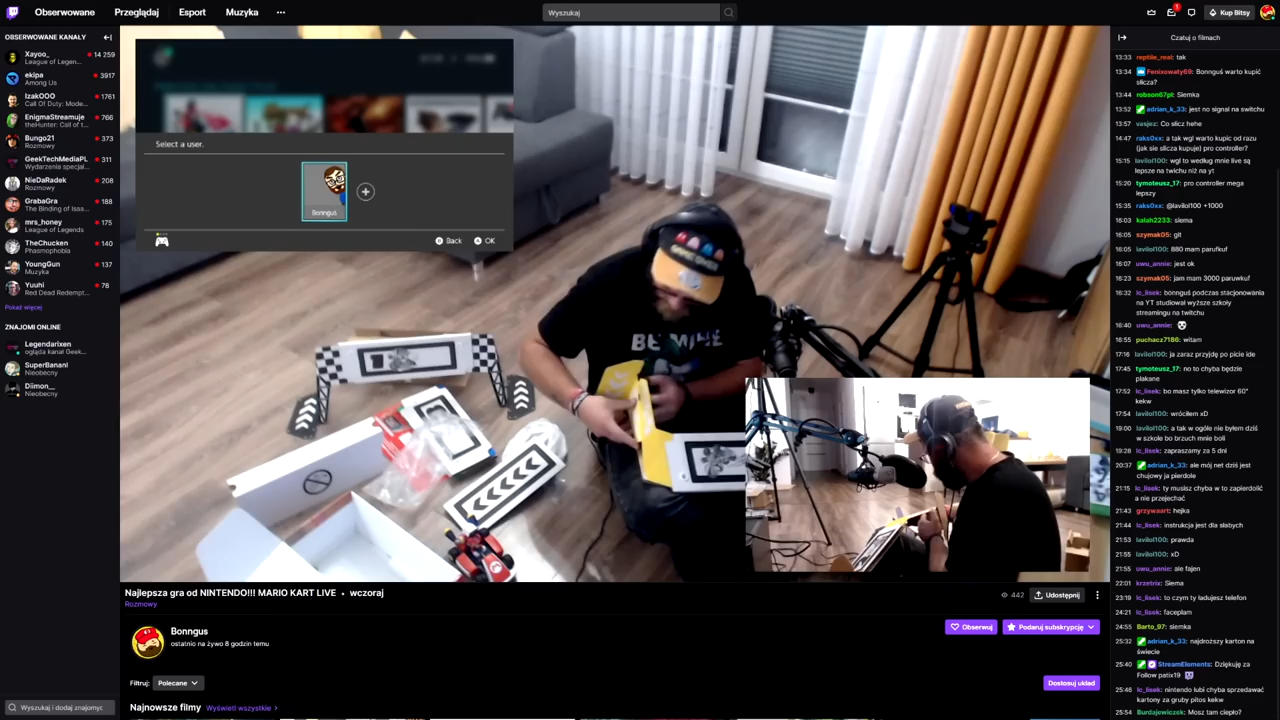 Obserwowane
Przeglądaj
Esport
Muzyka
Wyszukaj
1
Kup Bitsy
OBSERWOWANE KANAŁY
Xayoo_
14 259
League of Legen...
ekipa
3917
Among Us
IzakOOO
1761
Call Of Duty: Mode...
EnigmaStreamuje
766
theHunter: Call of t...
Bungo21
373
Rozmowy
GeekTechMediaPL
311
Wydarzenia specjal...
NieDaRadek
208
Rozmowy
GrabaGra
188
The Binding of Isaa...
mrs_honey
175
League of Legends
TheChucken
140
Phasmophobia
YoungGun
137
Muzyka
Yuuhi
78
Red Dead Redempt...
Pokaż więcej
ZNAJOMI ONLINE
Legendarixen
ogląda kanał Geek...
SuperBananI
Nieobecny
Diimon__
Nieobecny
Wyszukaj i dodaj znajomyc
Select a user.
Bonngus
Back
OK
Najlepsza gra od NINTENDO!!! MARIO KART LIVE • wczoraj
Rozmowy
442
Udostępnij
Bonngus
ostatnio na żywo 8 godzin temu
Obserwuj
Podaruj subskrypcję
Filtruj:
Polecane
Dostosuj układ
Najnowsze filmy
Wyświetl wszystkie
Czatuj o filmach
13:33 reptile_real: tak
13:34 Fenixowaty69: Bonnguś warto kupić
slicza?
13:44 robson67pl: Siemka
13:52 adrian_k_33: jest no signal na switchu
13:57 vasjez: Co slicz hehe
14:47 raks0xx: a tak wgl warto kupic od razu
(jak sie slicza kupuje) pro controller?
15:15 lavilol100: wgl to według mnie live są
lepsze na twichu niż na yt
15:20 tymoteusz_17: pro controller mega
lepszy
15:35 raks0xx: @lavilol100 +1000
16:03 kalah2233: siema
16:05 szymak05: git
16:05 lavilol100: 880 mam parufkuf
16:07 uwu_annie: jest ok
16:23 szymak05: jam mam 3000 paruwkuf
16:32 lc_lisek: bonnguś podczas stacjonowania
na YT studiował wyższe szkoły
streamingu na twitchu
16:40 uwu_annie:
16:55 puchacz7186: witam
17:16 lavilol100: ja zaraz przyjdę po picie ide
17:45 tymoteusz_17: no to chyba będzie
płakane
17:52 lc_lisek: bo masz tylko telewizor 60"
kekw
17:54 lavilol100: wróciłem xD
19:00 lavilol100: a tak w ogóle nie byłem dziś
w szkole bo brzuch mnie boli
19:28 lc_lisek: zapraszamy za 5 dni
20:37 adrian_k_33: ale mój net dziś jest
chujowy ja pierdole
21:15 lc_lisek: ty musisz chyba w to zapierdolić
a nie przejechać
21:43 grzywaart: hejka
21:44 lc_lisek: instrukcja jest dla słabych
21:53 lavilol100: prawda
21:55 lavilol100: xD
21:55 uwu_annie: ale fajen
22:01 krzetrix: Siema
23:19 lc_lisek: to czym ty ładujesz telefon
24:21 lc_lisek: faceplam
24:55 Barto_97: siemka
25:32 adrian_k_33: najdroższy karton na
świecie
25:40 StreamElements: Dziękuję za
Follow patix19
25:46 lc_lisek: nintendo lubi chyba sprzedawać
kartony za gruby pitos kekw
25:54 Burdajewiczek: Mosz tam ciepło?